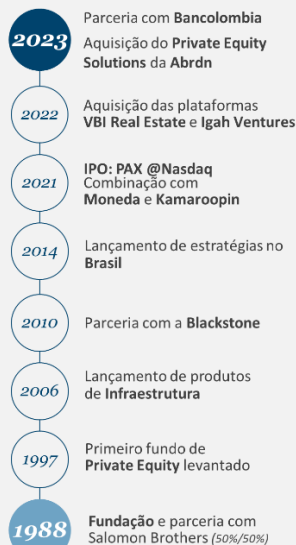 2023
Parceria com Bancolombia
Aquisição do Private Equity
Solutions da Abrdn
2022
Aquisição das plataformas
VBI Real Estate e Igah Ventures
2021
IPO: PAX @Nasdaq
Combinação com
Moneda e Kamaroopin
2014
Lançamento de estratégias no
Brasil
2010
Parceria com a Blackstone
2006
Lançamento de produtos
de Infraestrutura
1997
Primeiro fundo de
Private Equity levantado
1988
Fundação e parceria com
Salomon Brothers (50%/50%)